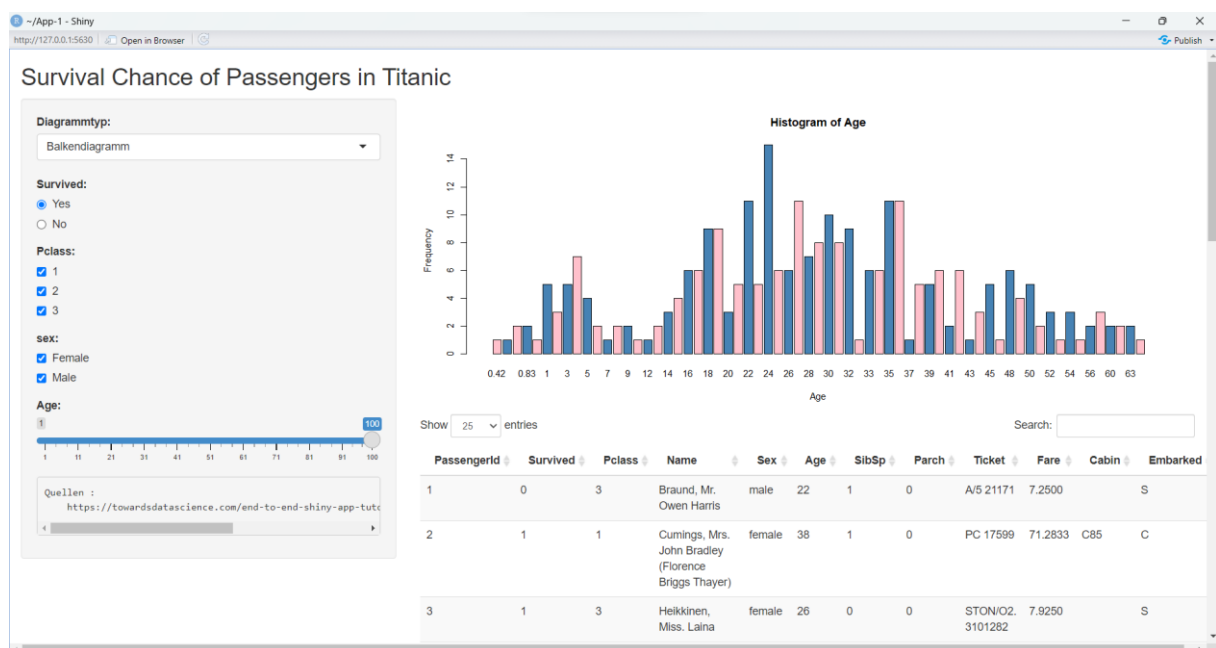 ~/App-1 - Shiny
http://127.0.0.1:5630 Open in Browser Publish
Survival Chance of Passengers in Titanic
Diagrammtyp:
Balkendiagramm
Survived:
Yes
No
Pclass:
1
2
3
sex:
Female
Male
Age:
1 100
1 11 21 31 41 51 61 71 81 91 100
Quellen :
https://towardsdatascience.com/end-to-end-shiny-app-tuto
Histogram of Age
Frequency
14
12
10
8
6
4
2
0
0.42 0.83 1 3 5 7 9 12 14 16 18 20 22 24 26 28 30 32 33 35 37 39 41 43 45 48 50 52 54 56 60 63
Age
Show 25 entries Search:
PassengerId Survived Pclass Name Sex Age SibSp Parch Ticket Fare Cabin Embarked
1 0 3 Braund, Mr. male 22 1 0 A/5 21171 7.2500 S
Owen Harris
2 1 1 Cumings, Mrs. female 38 1 0 PC 17599 71.2833 C85 C
John Bradley
(Florence
Briggs Thayer)
3 1 3 Heikkinen, female 26 0 0 STON/O2. 7.9250 S
Miss. Laina 3101282